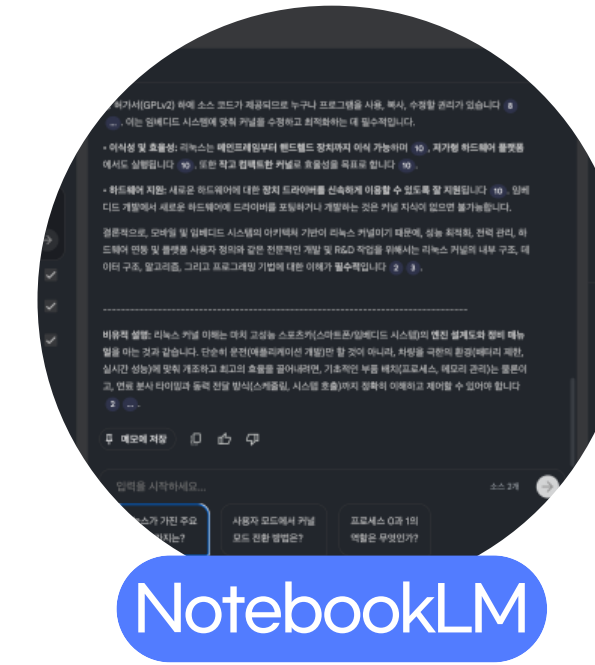 허가서(GPLv2) 하에 소스 코드가 제공되므로 누구나 프로그램을 사용, 복사, 수정할 권리가 있습니다 8
... . 이는 임베디드 시스템에 맞춰 커널을 수정하고 최적화하는 데 필수적입니다.
• 이식성 및 효율성: 리눅스는 메인프레임부터 핸드헬드 장치까지 이식 가능하며 10 , 저가형 하드웨어 플랫폼
에서도 실행됩니다 10 . 또한 작고 컴팩트한 커널로 효율성을 목표로 합니다 10 .
• 하드웨어 지원: 새로운 하드웨어에 대한 장치 드라이버를 신속하게 이용할 수 있도록 잘 지원됩니다 10 . 임베
디드 개발에서 새로운 하드웨어에 드라이버를 포팅하거나 개발하는 것은 커널 지식이 없으면 불가능합니다.
결론적으로, 모바일 및 임베디드 시스템의 아키텍처 기반이 리눅스 커널이기 때문에, 성능 최적화, 전력 관리, 하
드웨어 연동 및 플랫폼 사용자 정의와 같은 전문적인 개발 및 R&D 작업을 위해서는 리눅스 커널의 내부 구조, 데
이터 구조, 알고리즘, 그리고 프로그래밍 기법에 대한 이해가 필수적입니다 2 3 .
비유적 설명: 리눅스 커널 이해는 마치 고성능 스포츠카(스마트폰/임베디드 시스템)의 엔진 설계도와 정비 매뉴
얼을 아는 것과 같습니다. 단순히 운전(애플리케이션 개발)만 할 것이 아니라, 차량을 극한의 환경(배터리 제한,
실시간 성능)에 맞춰 개조하고 최고의 효율을 끌어내려면, 기초적인 부품 배치(프로세스, 메모리 관리)는 물론이
고, 연료 분사 타이밍과 동력 전달 방식(스케줄링, 시스템 호출)까지 정확히 이해하고 제어할 수 있어야 합니다
2 ... .
메모에 저장
입력을 시작하세요...
소스 2개
가 가진 주요
사용자 모드에서 커널
모드 전환 방법은?
프로세스 0과 1의
역할은 무엇인가?
NotebookLM